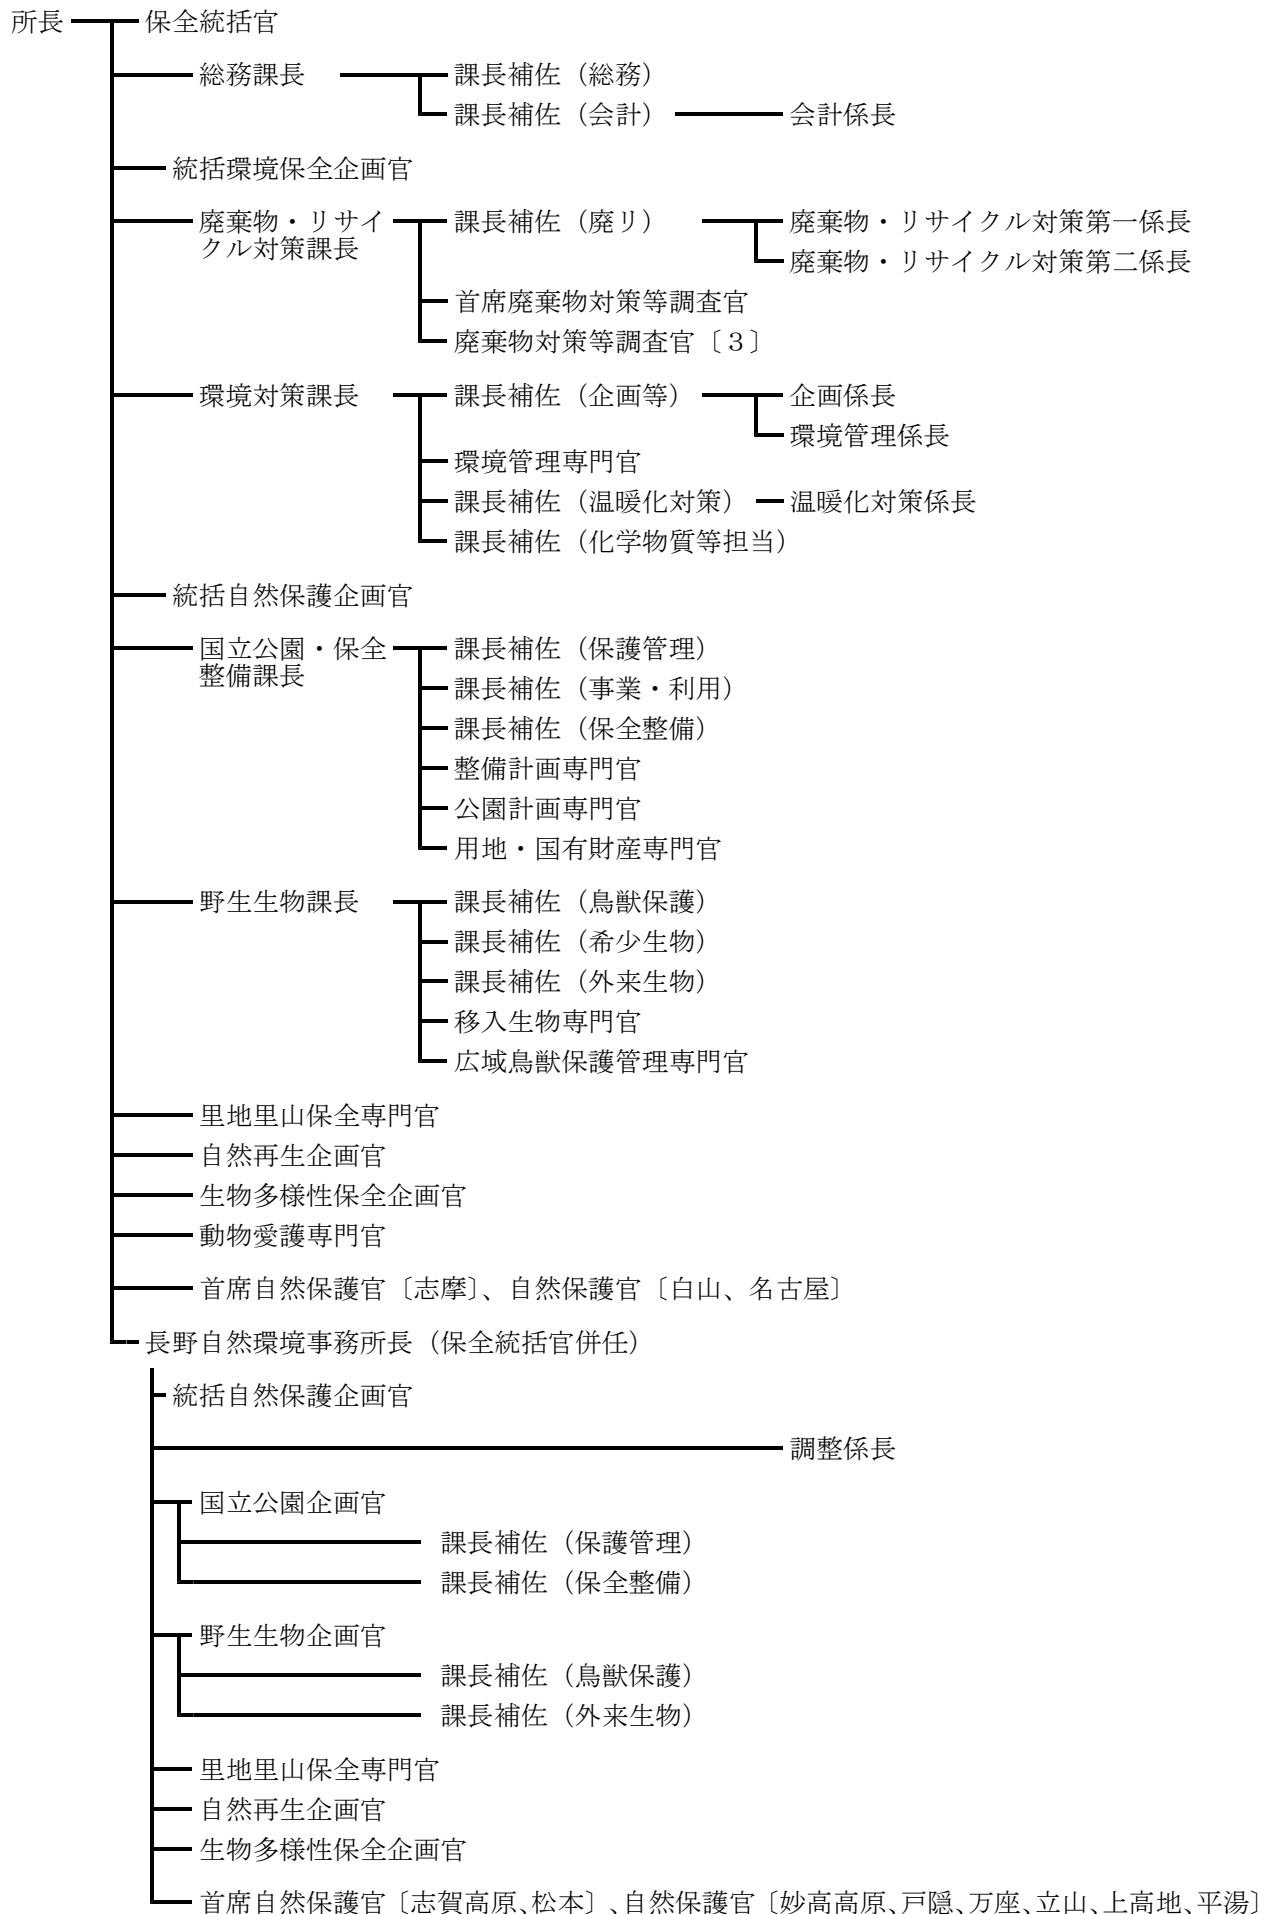 所長 保全統括官
総務課長 課長補佐（総務）
課長補佐（会計） 会計係長
統括環境保全企画官
廃棄物・リサイ 課長補佐（廃リ） 廃棄物・リサイクル対策第一係長
クル対策課長 廃棄物・リサイクル対策第二係長
首席廃棄物対策等調査官
廃棄物対策等調査官〔３〕
環境対策課長 課長補佐（企画等） 企画係長
環境管理係長
環境管理専門官
課長補佐（温暖化対策） 温暖化対策係長
課長補佐（化学物質等担当）
統括自然保護企画官
国立公園・保全 課長補佐（保護管理）
整備課長 課長補佐（事業・利用）
課長補佐（保全整備）
整備計画専門官
公園計画専門官
用地・国有財産専門官
野生生物課長 課長補佐（鳥獣保護）
課長補佐（希少生物）
課長補佐（外来生物）
移入生物専門官
広域鳥獣保護管理専門官
里地里山保全専門官
自然再生企画官
生物多様性保全企画官
動物愛護専門官
首席自然保護官〔志摩〕、自然保護官〔白山、名古屋〕
長野自然環境事務所長（保全統括官併任）
統括自然保護企画官
調整係長
国立公園企画官
課長補佐（保護管理）
課長補佐（保全整備）
野生生物企画官
課長補佐（鳥獣保護）
課長補佐（外来生物）
里地里山保全専門官
自然再生企画官
生物多様性保全企画官
首席自然保護官〔志賀高原、松本〕、自然保護官〔妙高高原、戸隠、万座、立山、上高地、平湯〕